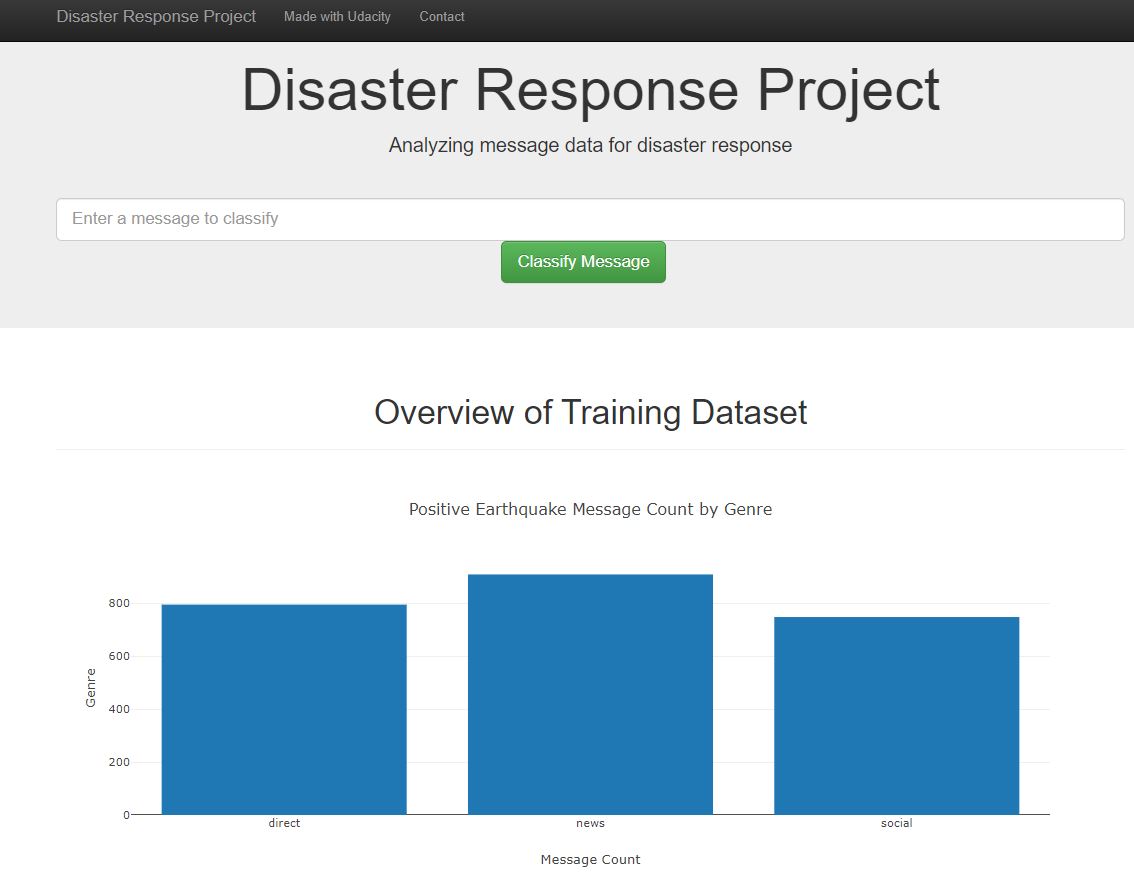 Disaster Response Project Made with Udacity Contact
Disaster Response Project
Analyzing message data for disaster response
Enter a message to classify
Classify Message
Overview of Training Dataset
Positive Earthquake Message Count by Genre
800
600
Genre
400
200
0
direct news social
Message Count